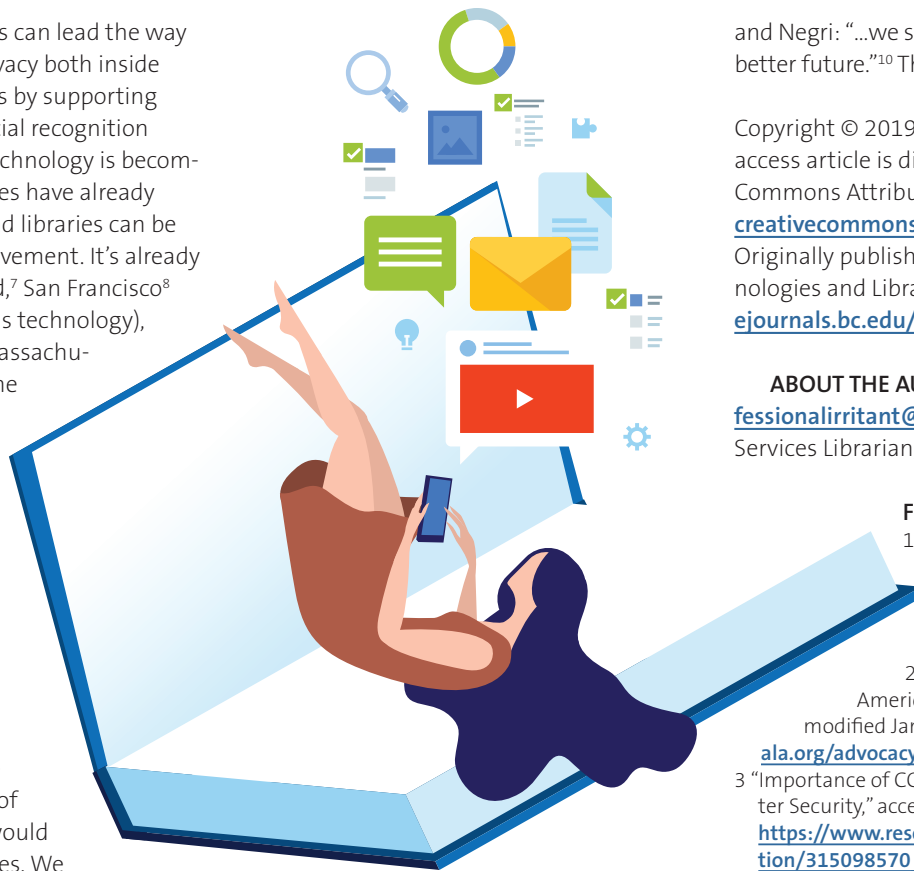 s can lead the way
vacy both inside
s by supporting
cial recognition
echnology is becom-
es have already
d libraries can be
vement. It’s already
d,⁷ San Francisco⁸
s technology),
assachu-
ne
of
would
es. We
and Negri: “…we s
better future.”¹⁰ Th
Copyright © 2019
access article is di
Commons Attribu
creativecommons
Originally publish
nologies and Libra
ejournals.bc.edu/
ABOUT THE AU
fessionalirritant@
Services Librarian
F
1
2
Americ
modified Jar
ala.org/advocacy
3 “Importance of CC
ter Security,” acce
https://www.rese
tion/315098570